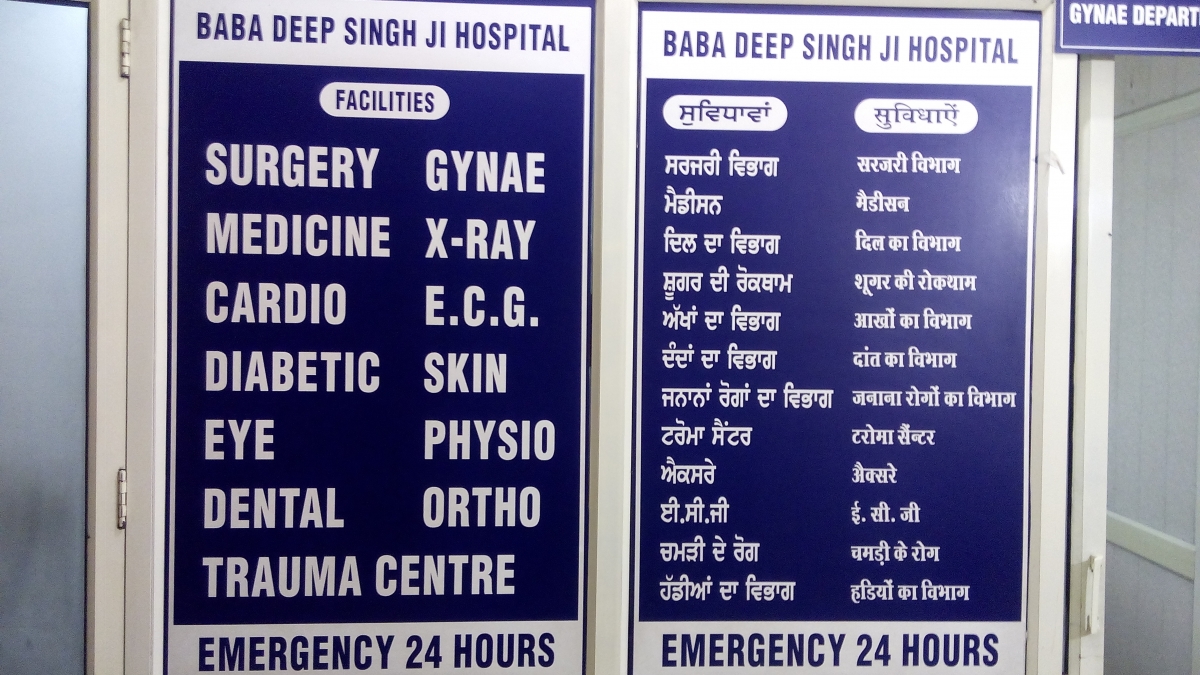 BABA DEEP SINGH JI HOSPITAL
FACILITIES
SURGERY GYNAE
MEDICINE X-RAY
CARDIO E.C.G.
DIABETIC SKIN
EYE PHYSIO
DENTAL ORTHO
TRAUMA CENTRE
EMERGENCY 24 HOURS
BABA DEEP SINGH JI HOSPITAL
ਸੁਵਿਧਾਵਾਂ सुविधाऐं
ਸਰਜਰੀ ਵਿਭਾਗ सरजरी विभाग
ਮੈਡੀਸਨ मैडीसन
ਦਿਲ ਦਾ ਵਿਭਾਗ दिल का विभाग
ਸ਼ੂਗਰ ਦੀ ਰੋਕਥਾਮ शूगर की रोकथाम
ਅੱਖਾਂ ਦਾ ਵਿਭਾਗ आखों का विभाग
ਦੰਦਾਂ ਦਾ ਵਿਭਾਗ दांत का विभाग
ਜਨਾਨਾਂ ਰੋਗਾਂ ਦਾ ਵਿਭਾਗ जनाना रोगों का विभाग
ਟਰੋਮਾ ਸੈਂਟਰ टरोमा सैंन्टर
ਐਕਸਰੇ अैक्सरे
ਈ.ਸੀ.ਜੀ ई. सी. जी
ਚਮੜੀ ਦੇ ਰੋਗ चमड़ी के रोग
ਹੱਡੀਆਂ ਦਾ ਵਿਭਾਗ हडियों का विभाग
EMERGENCY 24 HOURS
GYNAE DEPART